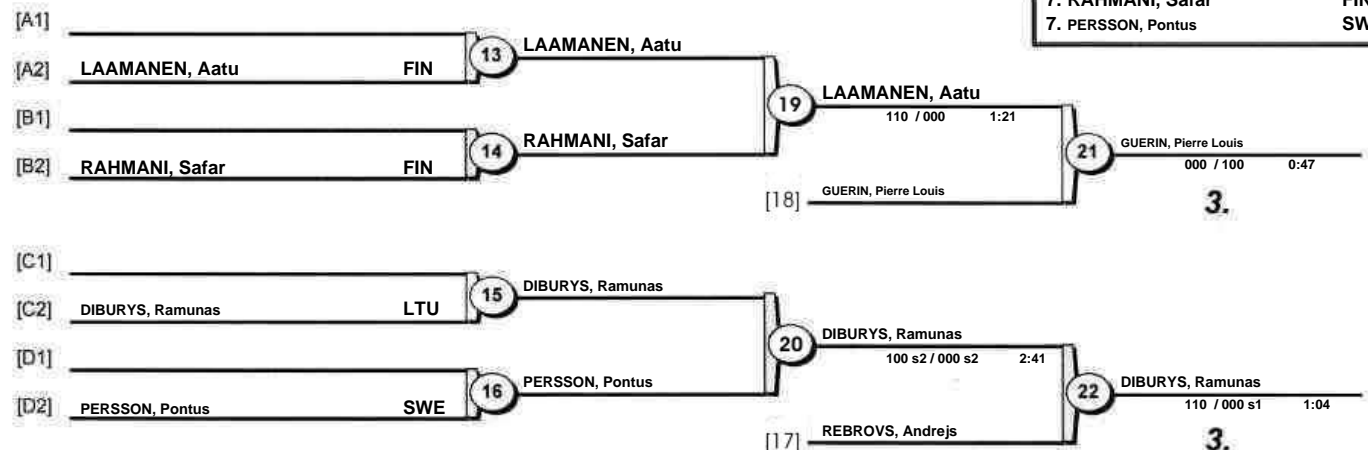 7. RAHMANI, Safar
7. PERSSON, Pontus SW
[A1]
13 LAAMANEN, Aatu
[A2] LAAMANEN, Aatu FIN
19 LAAMANEN, Aatu
110 / 000 1:21
[B1]
14 RAHMANI, Safar
[B2] RAHMANI, Safar FIN
21 GUERIN, Pierre Louis
000 / 100 0:47
[18] GUERIN, Pierre Louis
3.
[C1]
15 DIBURYS, Ramunas
[C2] DIBURYS, Ramunas LTU
20 DIBURYS, Ramunas
100 s2 / 000 s2 2:41
[D1]
16 PERSSON, Pontus
[D2] PERSSON, Pontus SWE
22 DIBURYS, Ramunas
110 / 000 s1 1:04
[17] REBROVS, Andrejs
3.